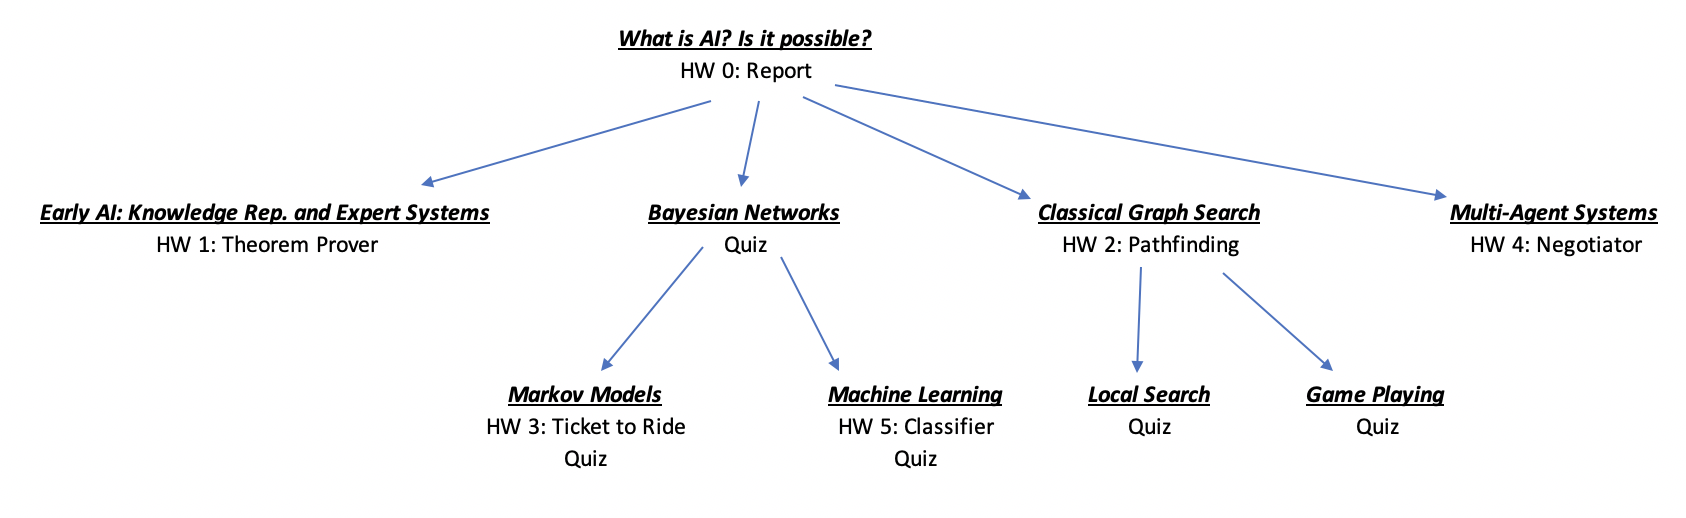 What is AI? Is it possible?
HW 0: Report
Early AI: Knowledge Rep. and Expert Systems
HW 1: Theorem Prover
Bayesian Networks
Quiz
Classical Graph Search
HW 2: Pathfinding
Multi-Agent Systems
HW 4: Negotiator
Markov Models
HW 3: Ticket to Ride
Quiz
Machine Learning
HW 5: Classifier
Quiz
Local Search
Quiz
Game Playing
Quiz